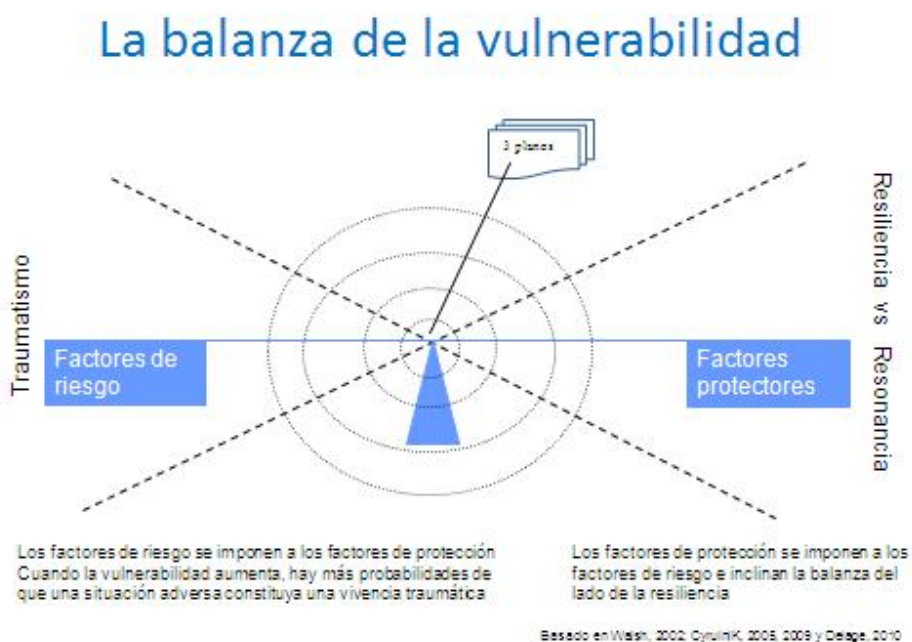 La balanza de la vulnerabilidad
3 planos
Traumatismo
Factores de
riesgo
Factores
protectores
Resiliencia vs Resonancia
Los factores de riesgo se imponen a los factores de protección
Cuando la vulnerabilidad aumenta, hay más probabilidades de
que una situación adversa constituya una vivencia traumática
Los factores de protección se imponen a los
factores de riesgo e inclinan la balanza del
lado de la resiliencia
Basado en Walsh, 2002, CyrulniK, 2005, 2009 y Delage, 2010